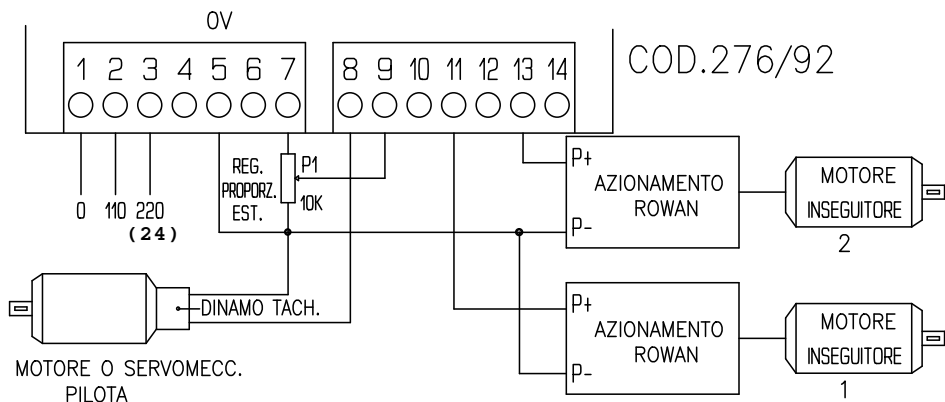 0V
1 2 3 4 5 6 7 8 9 10 11 12 13 14
COD.276/92
REG.
PROPORZ.
EST.
P1
10K
0 110 220
(24)
P+
P-
AZIONAMENTO
ROWAN
MOTORE
INSEGUITORE
2
DINAMO TACH.
MOTORE O SERVOMECC.
PILOTA
P+
P-
AZIONAMENTO
ROWAN
MOTORE
INSEGUITORE
1